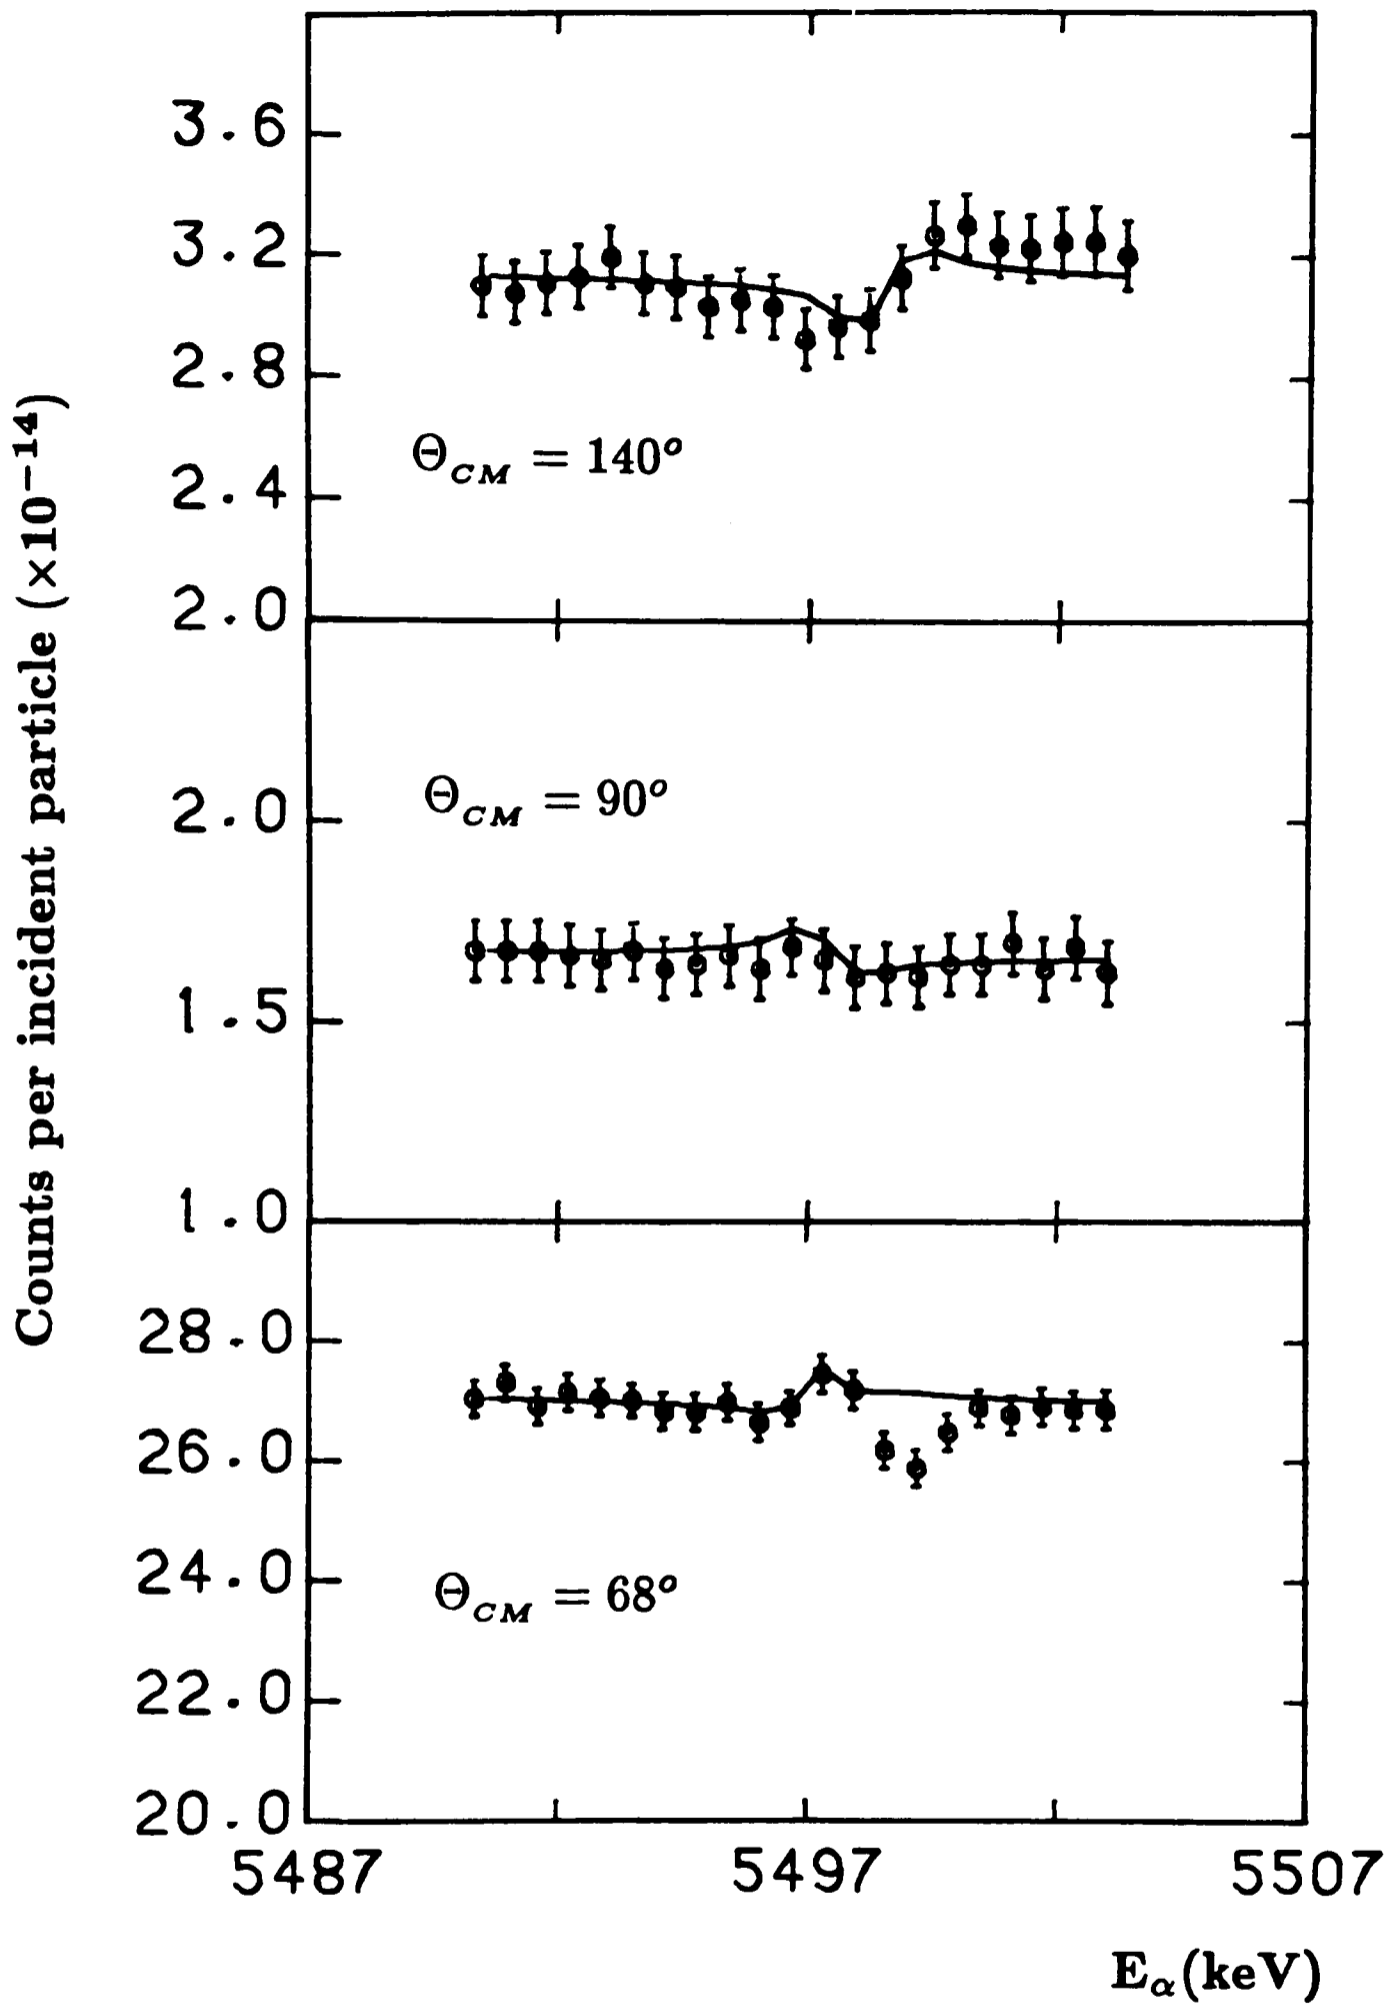 Counts per incident particle (×10⁻¹⁴)
3.6
3.2
2.8
2.4
2.0
Θ_CM = 140°
2.0
1.5
1.0
Θ_CM = 90°
28.0
26.0
24.0
22.0
20.0
Θ_CM = 68°
5487 5497 5507
E_α(keV)